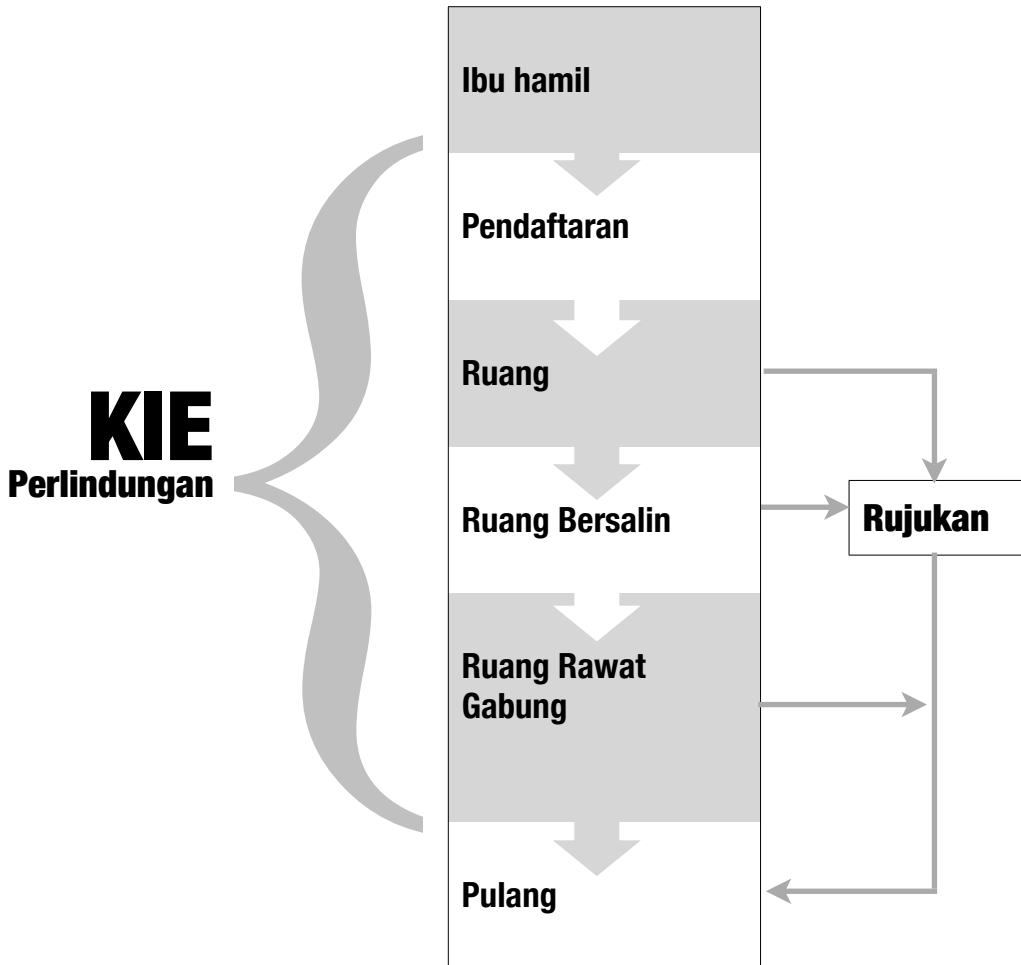 Ibu hamil
Pendaftaran
Ruang
KIE
Perlindungan
Ruang Bersalin
Rujukan
Ruang Rawat
Gabung
Pulang